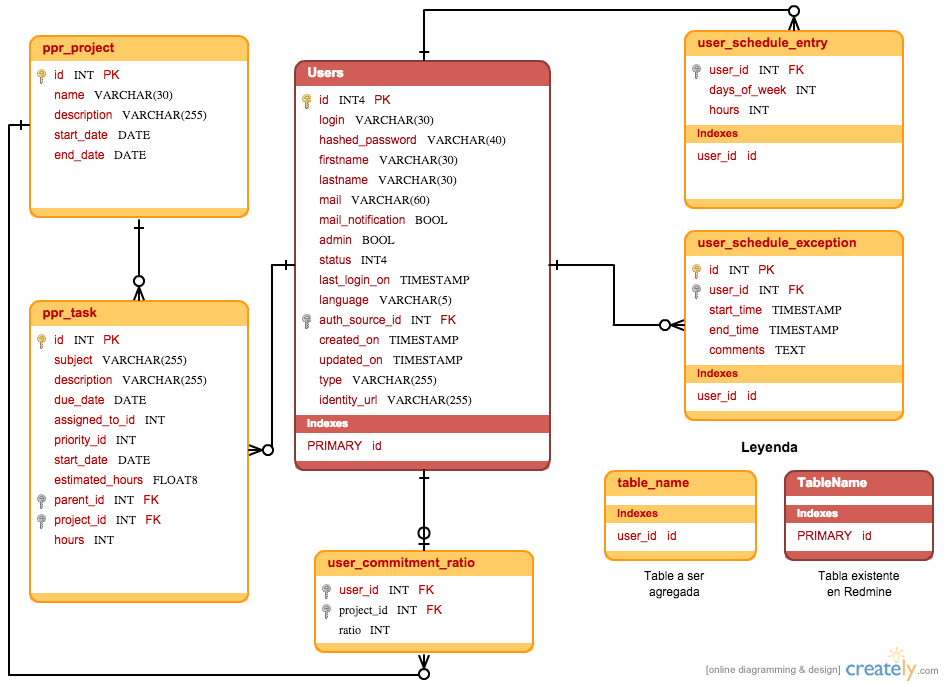 ppr_project
id INT PK
name VARCHAR(30)
description VARCHAR(255)
start_date DATE
end_date DATE
ppr_task
id INT PK
subject VARCHAR(255)
description VARCHAR(255)
due_date DATE
assigned_to_id INT
priority_id INT
start_date DATE
estimated_hours FLOAT8
parent_id INT FK
project_id INT FK
hours INT
Users
id INT4 PK
login VARCHAR(30)
hashed_password VARCHAR(40)
firstname VARCHAR(30)
lastname VARCHAR(30)
mail VARCHAR(60)
mail_notification BOOL
admin BOOL
status INT4
last_login_on TIMESTAMP
language VARCHAR(5)
auth_source_id INT FK
created_on TIMESTAMP
updated_on TIMESTAMP
type VARCHAR(255)
identity_url VARCHAR(255)
Indexes
PRIMARY id
user_commitment_ratio
user_id INT FK
project_id INT FK
ratio INT
user_schedule_entry
user_id INT FK
days_of_week INT
hours INT
Indexes
user_id id
user_schedule_exception
id INT PK
user_id INT FK
start_time TIMESTAMP
end_time TIMESTAMP
comments TEXT
Indexes
user_id id
Leyenda
table_name
Indexes
user_id id
Table a ser
agregada
TableName
Indexes
PRIMARY id
Tabla existente
en Redmine
[online diagramming & design] creately.com